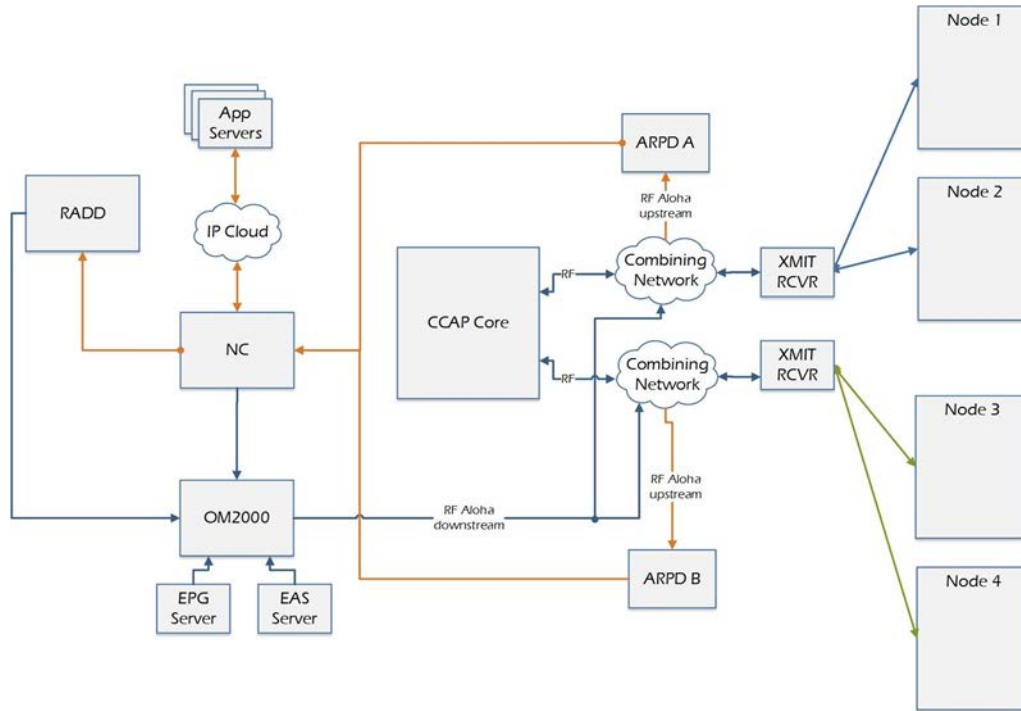 Node 1
App
Servers
ARPD A
RADD
RF Aloha
upstream
Node 2
IP Cloud
Combining
Network
XMIT
RCVR
RF
CCAP Core
NC
Combining
Network
XMIT
RCVR
RF
Node 3
RF Aloha
upstream
OM2000
RF Aloha
downstream
ARPD B
Node 4
EPG
Server
EAS
Server